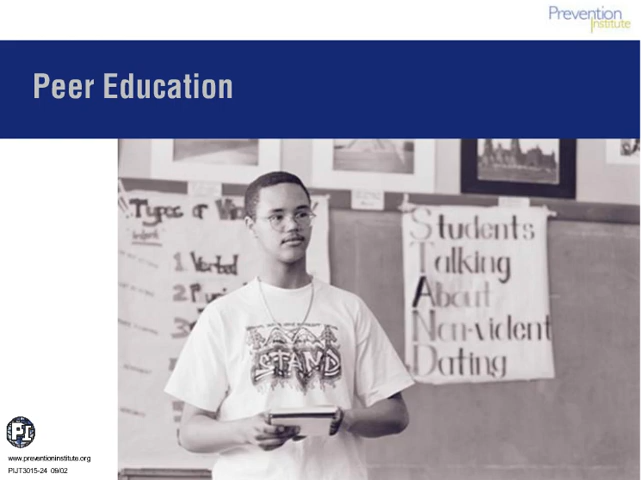 Prevention
Institute
Peer Education
Types of
1 Verbal
2
3
Students
Talking
About
Non-violent
Dating
STAND
PI
www.preventioninstitute.org
PIJT3015-24 09/02